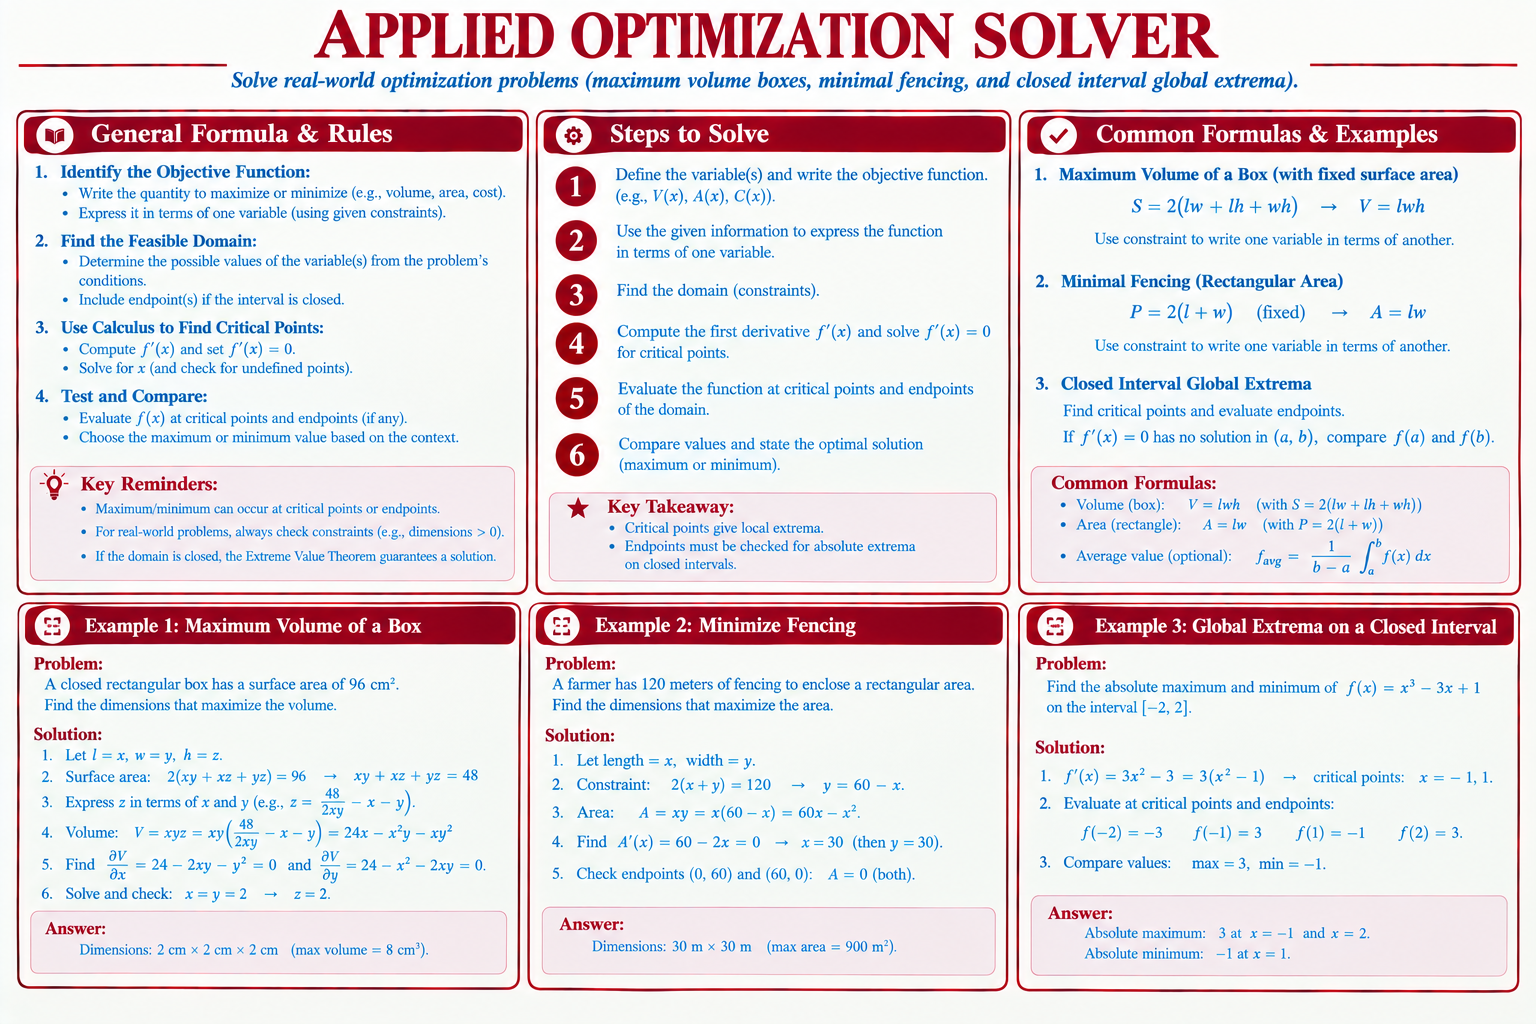 APPLIED OPTIMIZATION SOLVER
Solve real-world optimization problems (maximum volume boxes, minimal fencing, and closed interval global extrema).
General Formula & Rules
1. Identify the Objective Function:
• Write the quantity to maximize or minimize (e.g., volume, area, cost).
• Express it in terms of one variable (using given constraints).
2. Find the Feasible Domain:
• Determine the possible values of the variable(s) from the problem's
conditions.
• Include endpoint(s) if the interval is closed.
3. Use Calculus to Find Critical Points:
• Compute f′(x) and set f′(x) = 0.
• Solve for x (and check for undefined points).
4. Test and Compare:
• Evaluate f(x) at critical points and endpoints (if any).
• Choose the maximum or minimum value based on the context.
Key Reminders:
• Maximum/minimum can occur at critical points or endpoints.
• For real-world problems, always check constraints (e.g., dimensions > 0).
• If the domain is closed, the Extreme Value Theorem guarantees a solution.
Steps to Solve
1 Define the variable(s) and write the objective function.
(e.g., V(x), A(x), C(x)).
2 Use the given information to express the function
in terms of one variable.
3 Find the domain (constraints).
4 Compute the first derivative f′(x) and solve f′(x) = 0
for critical points.
5 Evaluate the function at critical points and endpoints
of the domain.
6 Compare values and state the optimal solution
(maximum or minimum).
Key Takeaway:
• Critical points give local extrema.
• Endpoints must be checked for absolute extrema
on closed intervals.
Common Formulas & Examples
1. Maximum Volume of a Box (with fixed surface area)
S = 2(lw + lh + wh) → V = lwh
Use constraint to write one variable in terms of another.
2. Minimal Fencing (Rectangular Area)
P = 2(l + w) (fixed) → A = lw
Use constraint to write one variable in terms of another.
3. Closed Interval Global Extrema
Find critical points and evaluate endpoints.
If f′(x) = 0 has no solution in (a, b), compare f(a) and f(b).
Common Formulas:
• Volume (box): V = lwh (with S = 2(lw + lh + wh))
• Area (rectangle): A = lw (with P = 2(l + w))
• Average value (optional): f_avg = 1/(b − a) ∫_a^b f(x) dx
Example 1: Maximum Volume of a Box
Problem:
A closed rectangular box has a surface area of 96 cm².
Find the dimensions that maximize the volume.
Solution:
1. Let l = x, w = y, h = z.
2. Surface area: 2(xy + xz + yz) = 96 → xy + xz + yz = 48
3. Express z in terms of x and y (e.g., z = 48/2xy − x − y).
4. Volume: V = xyz = xy(48/2xy − x − y) = 24x − x²y − xy²
5. Find ∂V/∂x = 24 − 2xy − y² = 0 and ∂V/∂y = 24 − x² − 2xy = 0.
6. Solve and check: x = y = 2 → z = 2.
Answer:
Dimensions: 2 cm × 2 cm × 2 cm (max volume = 8 cm³).
Example 2: Minimize Fencing
Problem:
A farmer has 120 meters of fencing to enclose a rectangular area.
Find the dimensions that maximize the area.
Solution:
1. Let length = x, width = y.
2. Constraint: 2(x + y) = 120 → y = 60 − x.
3. Area: A = xy = x(60 − x) = 60x − x².
4. Find A′(x) = 60 − 2x = 0 → x = 30 (then y = 30).
5. Check endpoints (0, 60) and (60, 0): A = 0 (both).
Answer:
Dimensions: 30 m × 30 m (max area = 900 m²).
Example 3: Global Extrema on a Closed Interval
Problem:
Find the absolute maximum and minimum of f(x) = x³ − 3x + 1
on the interval [−2, 2].
Solution:
1. f′(x) = 3x² − 3 = 3(x² − 1) → critical points: x = − 1, 1.
2. Evaluate at critical points and endpoints:
f(−2) = −3 f(−1) = 3 f(1) = −1 f(2) = 3.
3. Compare values: max = 3, min = −1.
Answer:
Absolute maximum: 3 at x = −1 and x = 2.
Absolute minimum: −1 at x = 1.